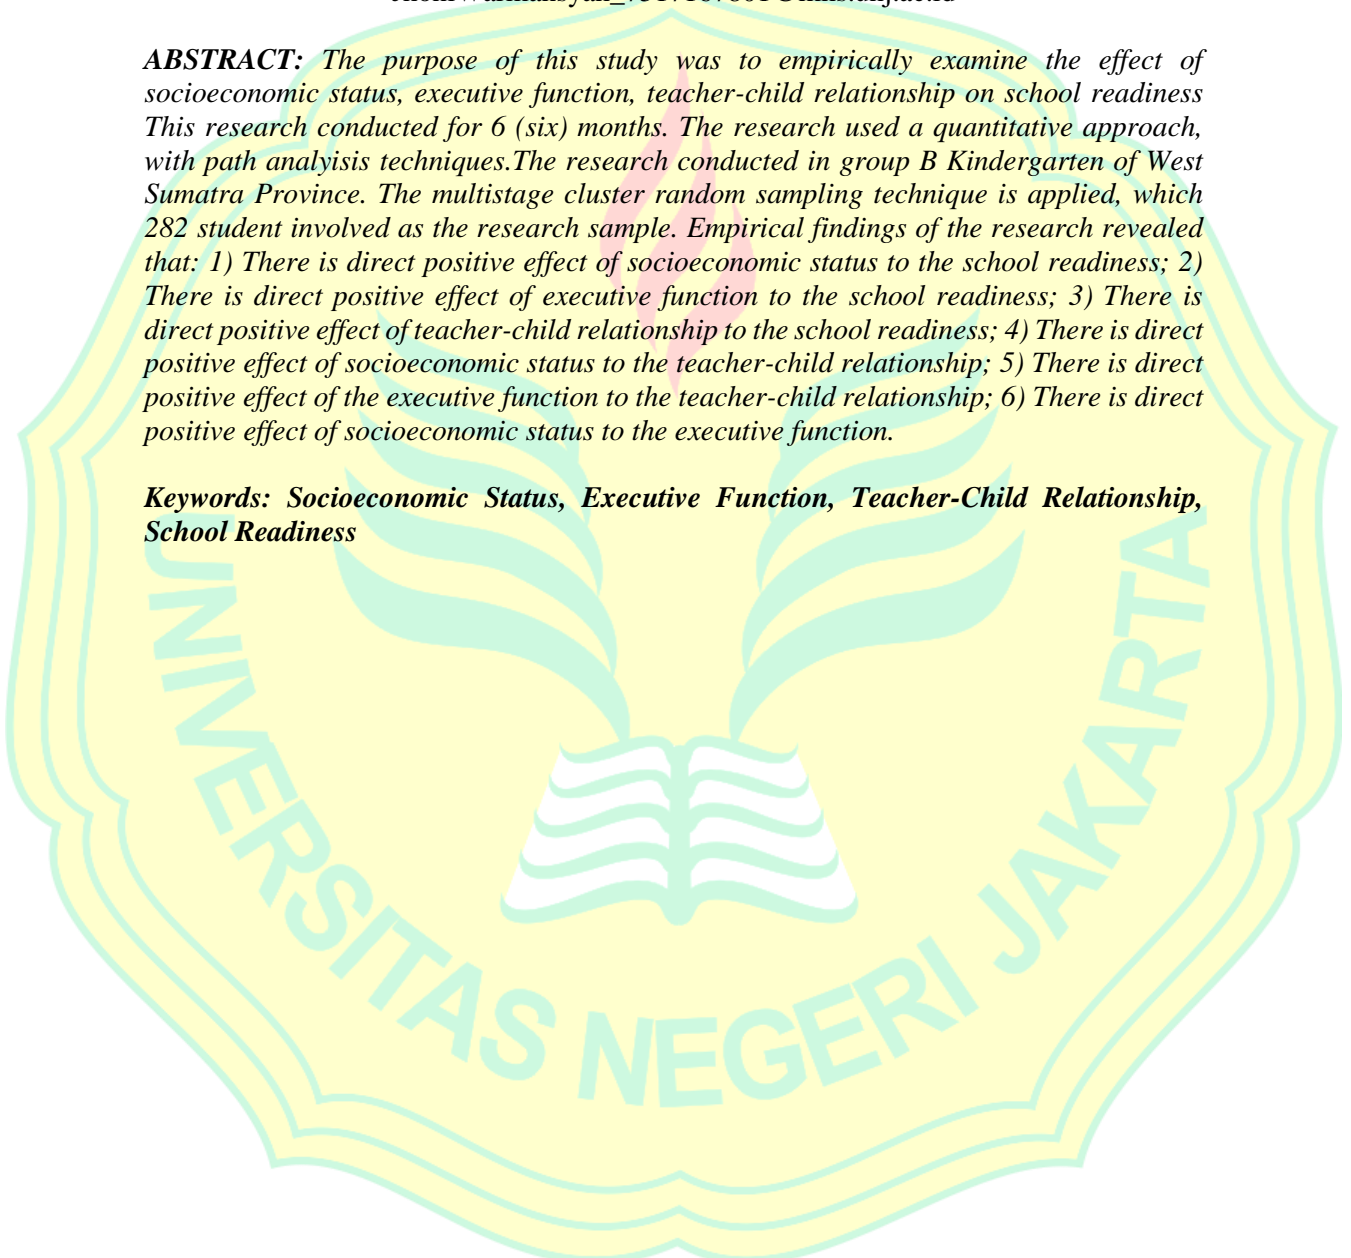 ABSTRACT: The purpose of this study was to empirically examine the effect of
socioeconomic status, executive function, teacher-child relationship on school readiness
This research conducted for 6 (six) months. The research used a quantitative approach,
with path analyisis techniques.The research conducted in group B Kindergarten of West
Sumatra Province. The multistage cluster random sampling technique is applied, which
282 student involved as the research sample. Empirical findings of the research revealed
that: 1) There is direct positive effect of socioeconomic status to the school readiness; 2)
There is direct positive effect of executive function to the school readiness; 3) There is
direct positive effect of teacher-child relationship to the school readiness; 4) There is direct
positive effect of socioeconomic status to the teacher-child relationship; 5) There is direct
positive effect of the executive function to the teacher-child relationship; 6) There is direct
positive effect of socioeconomic status to the executive function.
Keywords: Socioeconomic Status, Executive Function, Teacher-Child Relationship,
School Readiness
UNIVERSITAS NEGERI JAKARTA